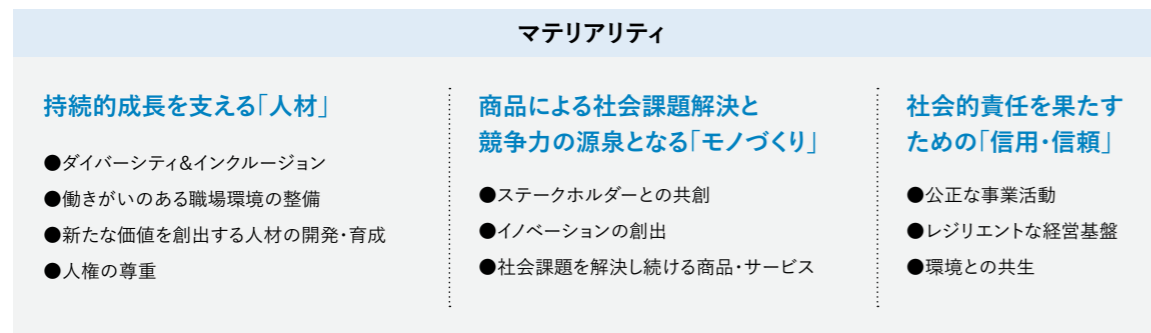 マテリアリティ
持続的成長を支える「人材」
●ダイバーシティ&インクルージョン
●働きがいのある職場環境の整備
●新たな価値を創出する人材の開発・育成
●人権の尊重
商品による社会課題解決と
競争力の源泉となる「モノづくり」
●ステークホルダーとの共創
●イノベーションの創出
●社会課題を解決し続ける商品・サービス
社会的責任を果たす
ための「信用・信頼」
●公正な事業活動
●レジリエントな経営基盤
●環境との共生